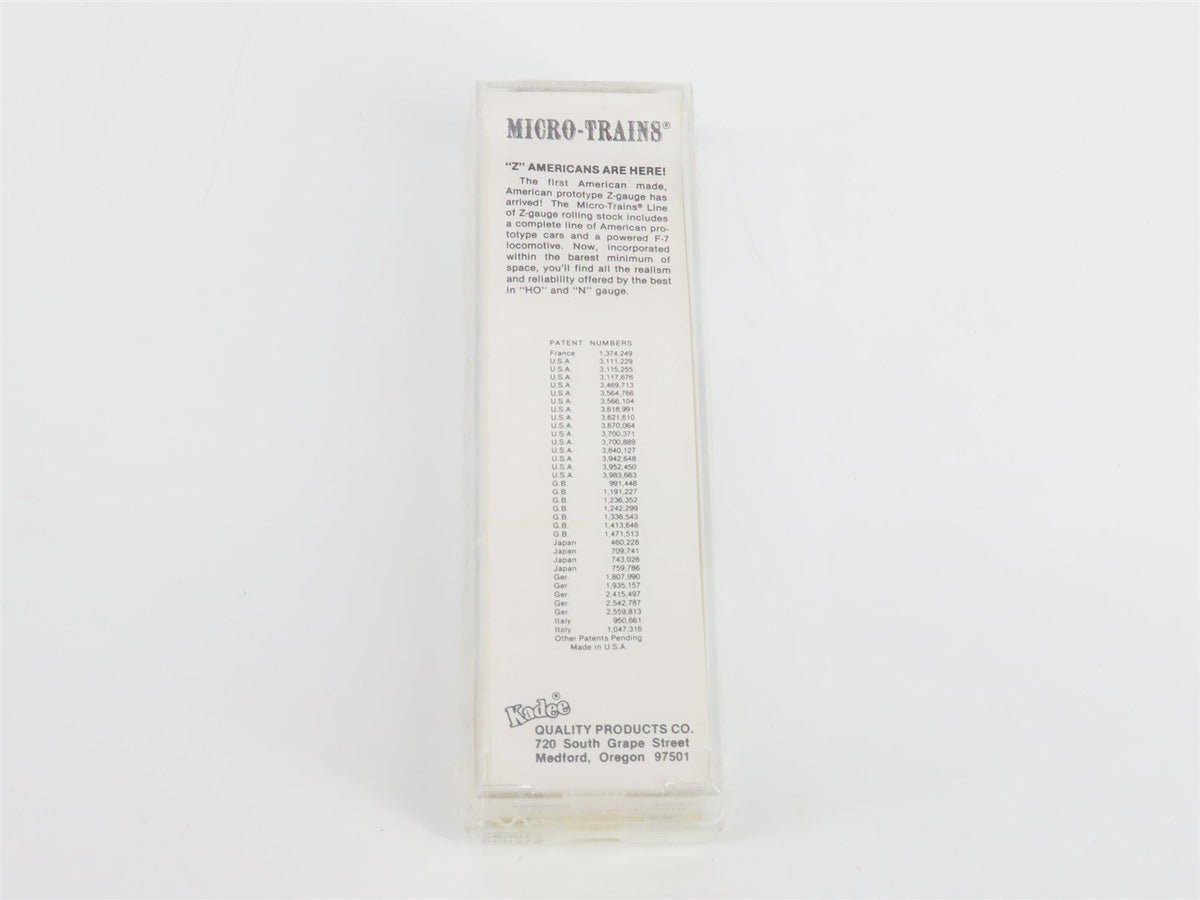 MICRO-TRAINS®
"Z" AMERICANS ARE HERE!
The first American made,
American prototype Z-gauge has
arrived! The Micro-Trains® Line
of Z-gauge rolling stock includes
a complete line of American pro-
totype cars and a powered F-7
locomotive. Now, incorporated
within the barest minimum of
space, you'll find all the realism
and reliability offered by the best
in "HO" and "N" gauge.
PATENT NUMBERS
France 1,374,249
U.S.A. 3,111,229
U.S.A. 3,115,255
U.S.A. 3,117,676
U.S.A. 3,469,713
U.S.A. 3,564,766
U.S.A. 3,566,104
U.S.A. 3,618,991
U.S.A. 3,621,610
U.S.A. 3,670,064
U.S.A. 3,700,371
U.S.A. 3,700,889
U.S.A. 3,840,127
U.S.A. 3,942,648
U.S.A. 3,952,450
U.S.A. 3,983,663
G.B. 991,448
G.B. 1,191,227
G.B. 1,236,352
G.B. 1,242,299
G.B. 1,336,543
G.B. 1,413,646
G.B. 1,471,513
Japan 460,228
Japan 709,741
Japan 743,028
Japan 759,786
Ger. 1,807,990
Ger. 1,935,157
Ger. 2,415,497
Ger. 2,542,787
Ger. 2,559,813
Italy 950,661
Italy 1,047,316
Other Patents Pending
Made in U.S.A.
Kadee®
QUALITY PRODUCTS CO.
720 South Grape Street
Medford, Oregon 97501